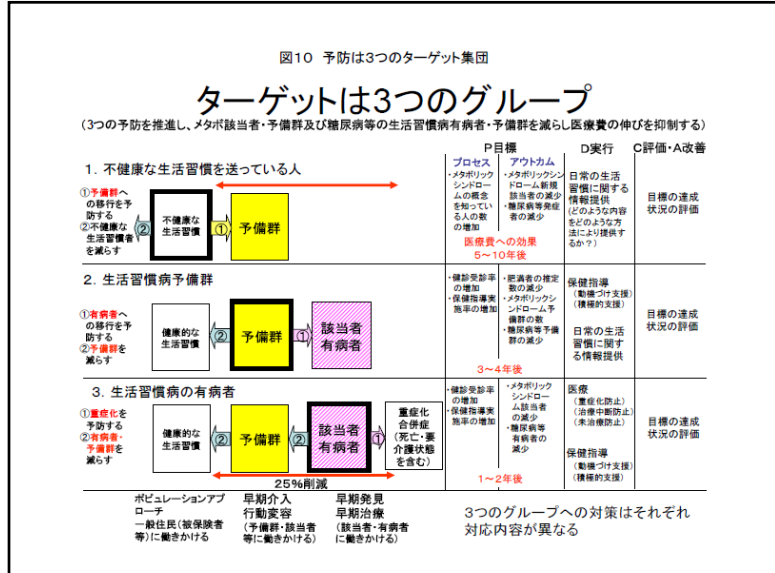 図10 予防は3つのターゲット集団
ターゲットは3つのグループ
(3つの予防を推進し、メタボ該当者・予備群及び糖尿病等の生活習慣病有病者・予備群を減らし医療費の伸びを抑制する)
P目標
D実行
C評価・A改善
プロセス
アウトカム
1. 不健康な生活習慣を送っている人
①予備群へ
の移行を予
防する
②不健康な
生活習慣者
を減らす
②
不健康な
生活習慣
①
予備群
・メタボリック
シンドロー
ムの概念
を知ってい
る人の数
の増加
・メタボリックシン
ドローム新規
該当者の減少
・糖尿病等発症
者の減少
医療費への効果
5~10年後
日常の生活
習慣に関する
情報提供
(どのような内容
をどのような方
法により提供す
るか?)
目標の達成
状況の評価
2. 生活習慣病予備群
①有病者へ
の移行を予
防する
②予備群を
減らす
健康的な
生活習慣
②
予備群
①
該当者
有病者
・健診受診率
の増加
・保健指導実
施率の増加
・肥満者の推定
数の減少
・メタボリックシ
ンドローム予
備群の数
・糖尿病等予備
群の減少
3~4年後
保健指導
(動機づけ支援)
(積極的支援)
日常の生活
習慣に関す
る情報提供
目標の達成
状況の評価
3. 生活習慣病の有病者
①重症化を
予防する
②有病者・
予備群を
減らす
健康的な
生活習慣
②
予備群
②
該当者
有病者
①
重症化
合併症
(死亡・要
介護状態
を含む)
25%削減
・健診受診率
の増加
・保健指導実
施率の増加
・メタボリック
シンドロー
ム該当者
の減少
・糖尿病等
有病者の
減少
1~2年後
医療
(重症化防止)
(治療中断防止)
(未治療防止)
保健指導
(動機づけ支援)
(積極的支援)
目標の達成
状況の評価
ポピュレーションアプ
ローチ
一般住民(被保険者
等)に働きかける
早期介入
行動変容
(予備群・該当者
等に働きかける)
早期発見
早期治療
(該当者・有病者
に働きかける)
3つのグループへの対策はそれぞれ
対応内容が異なる